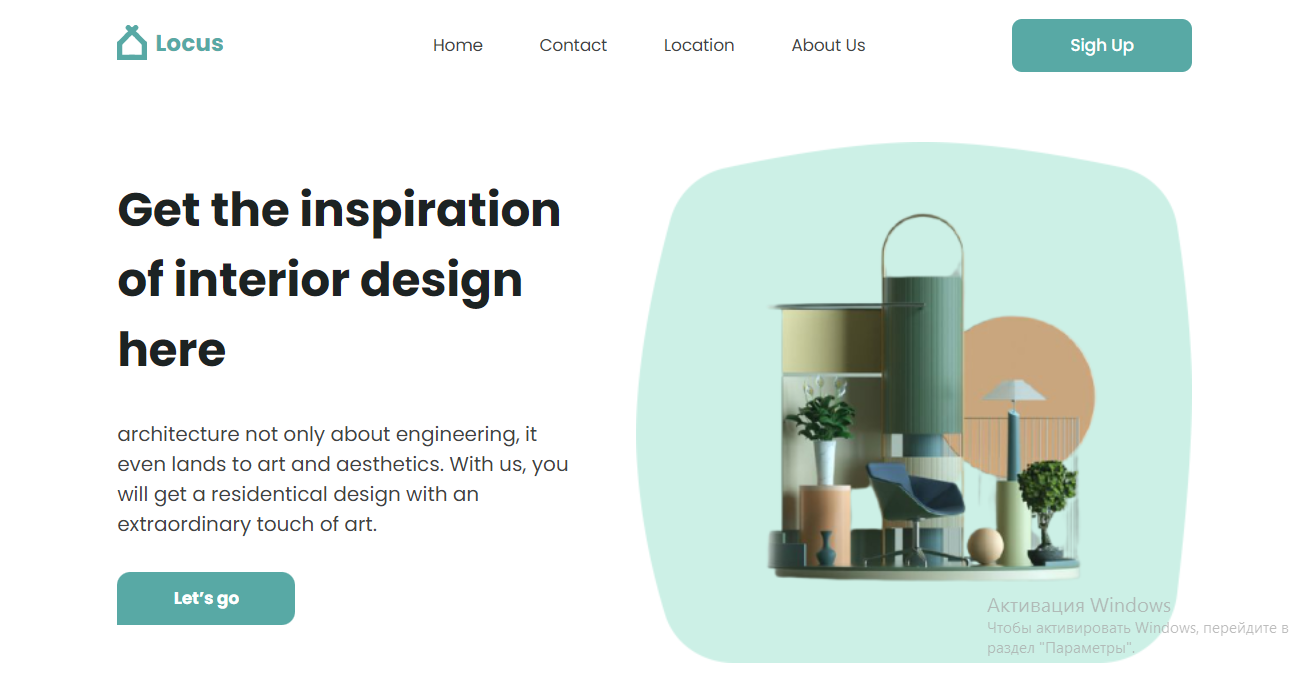 Locus
Home
Contact
Location
About Us
Sigh Up
Get the inspiration
of interior design
here
architecture not only about engineering, it
even lands to art and aesthetics. With us, you
will get a residentical design with an
extraordinary touch of art.
Let’s go
Активация Windows
Чтобы активировать Windows, перейдите в
раздел "Параметры".